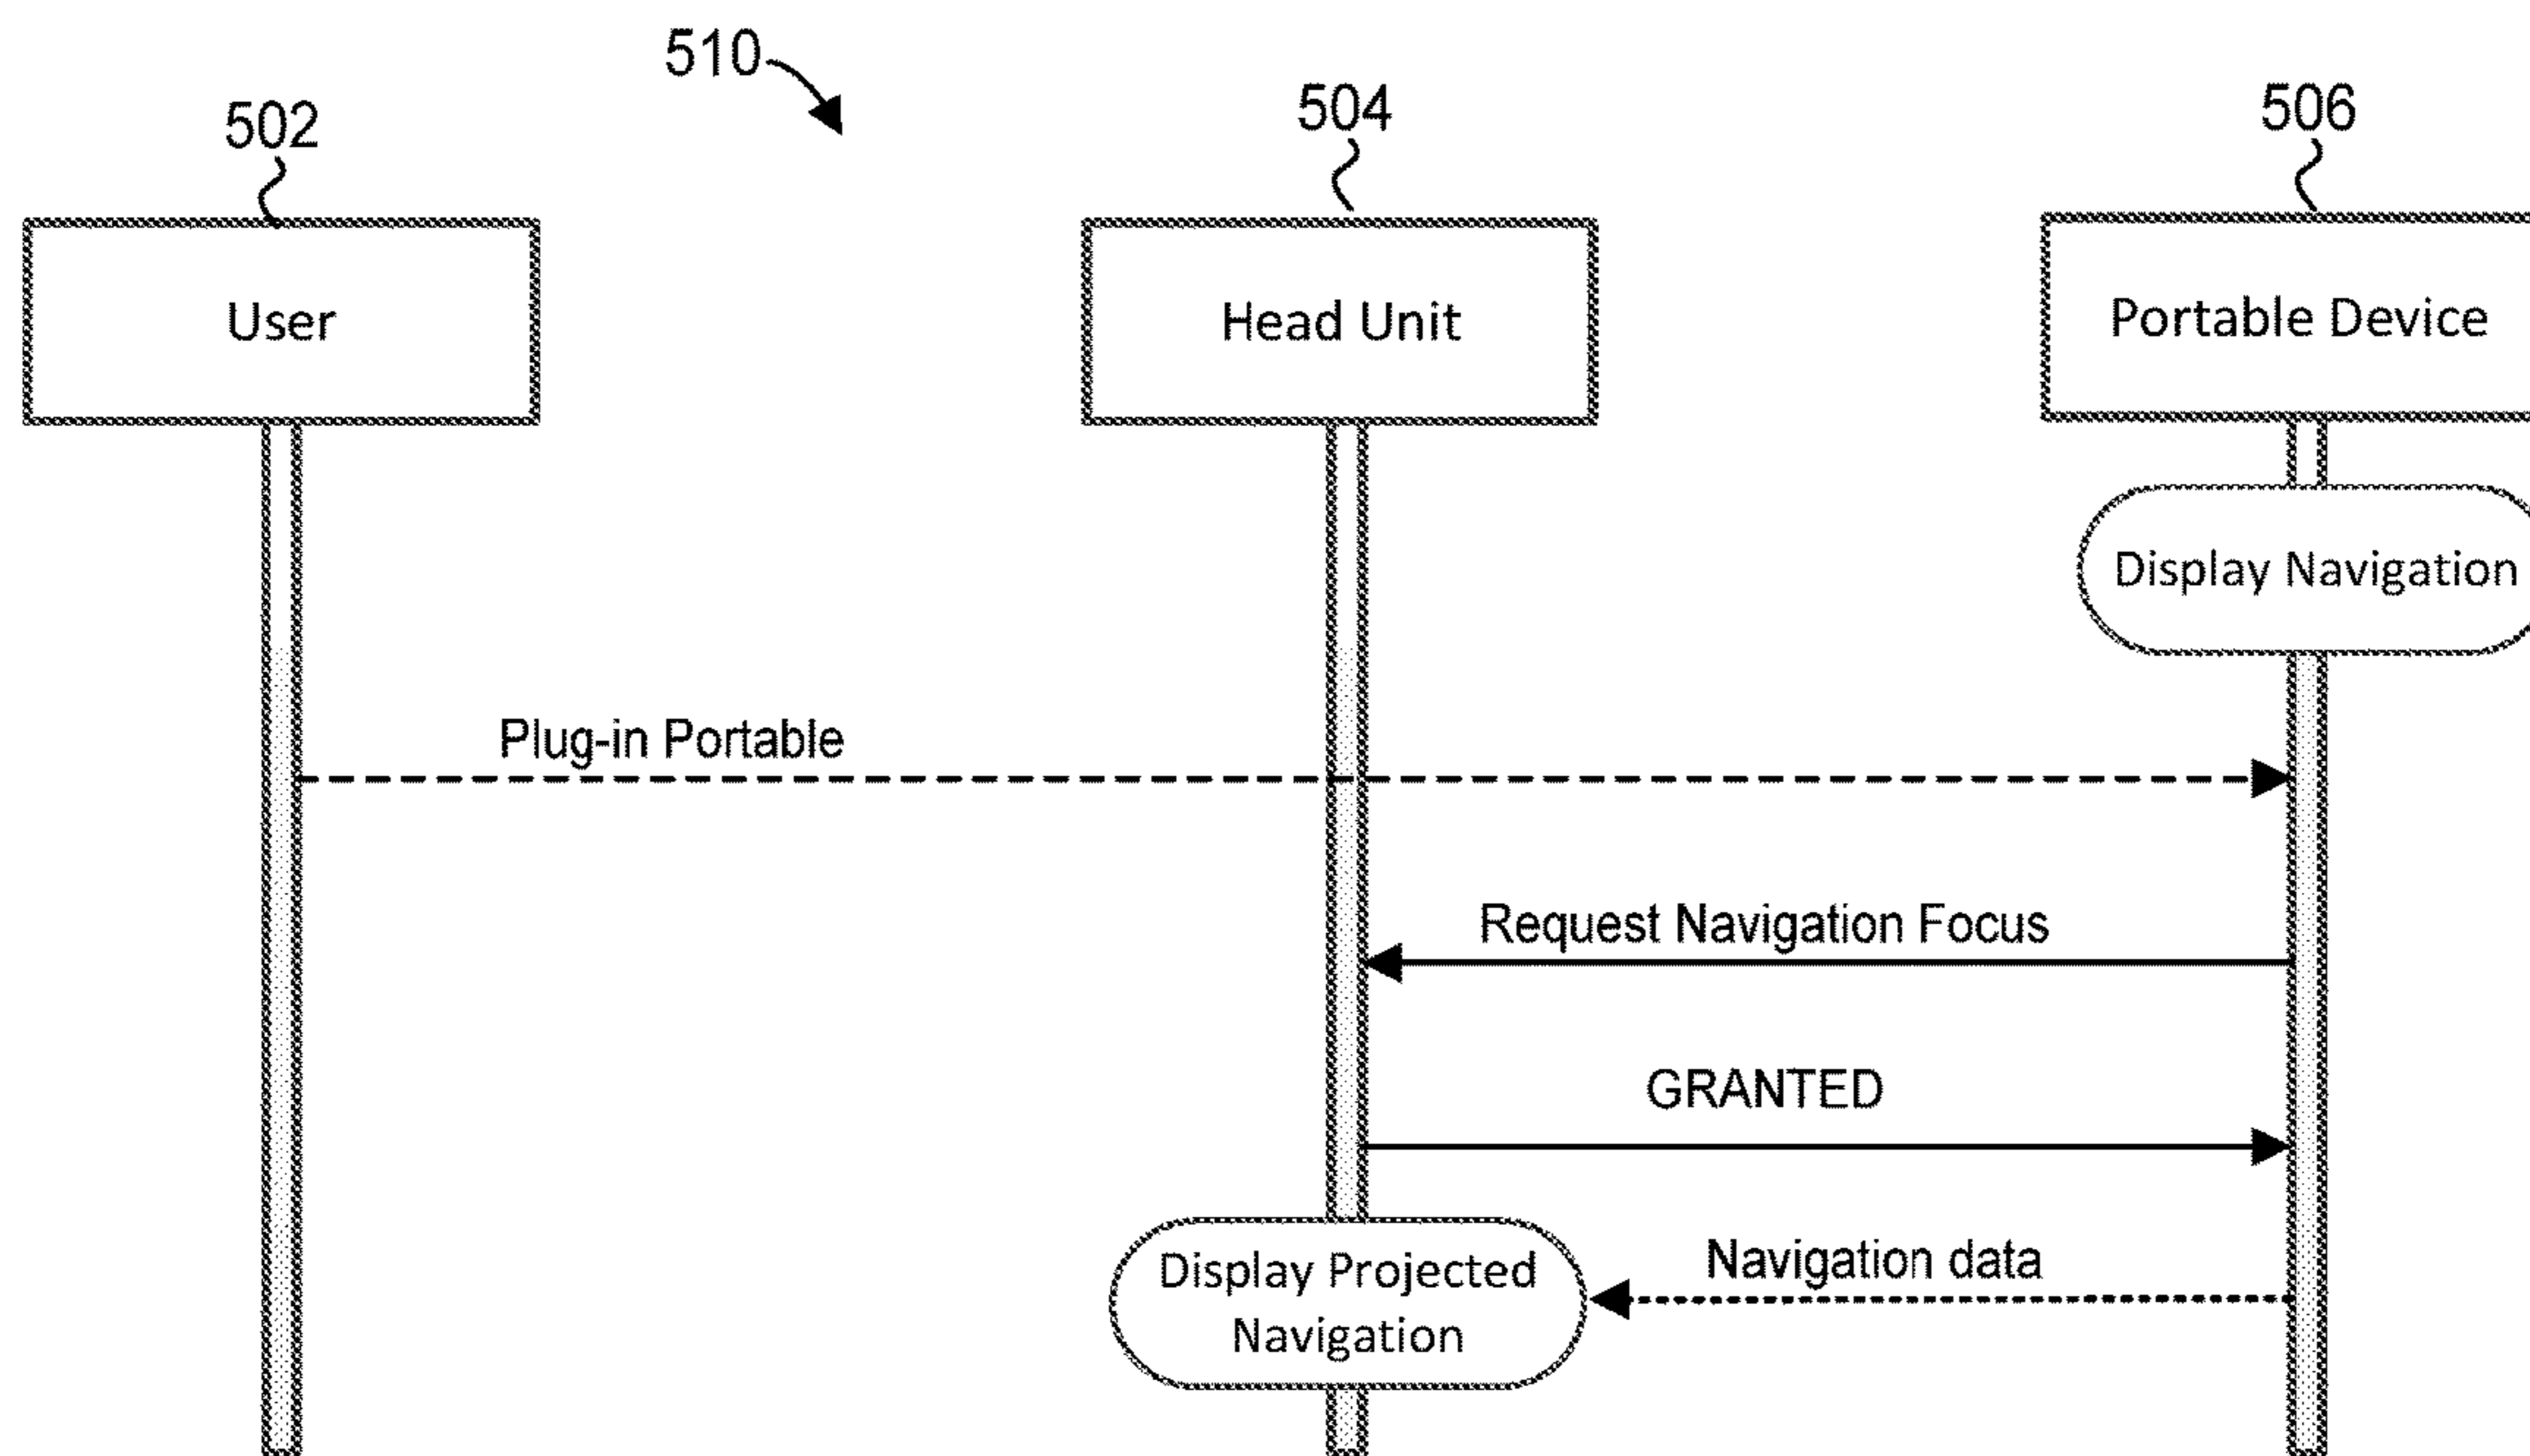 510
502
504
506
User
Head Unit
Portable Device
Display Navigation
Plug-in Portable
Request Navigation Focus
GRANTED
Navigation data
Display Projected
Navigation